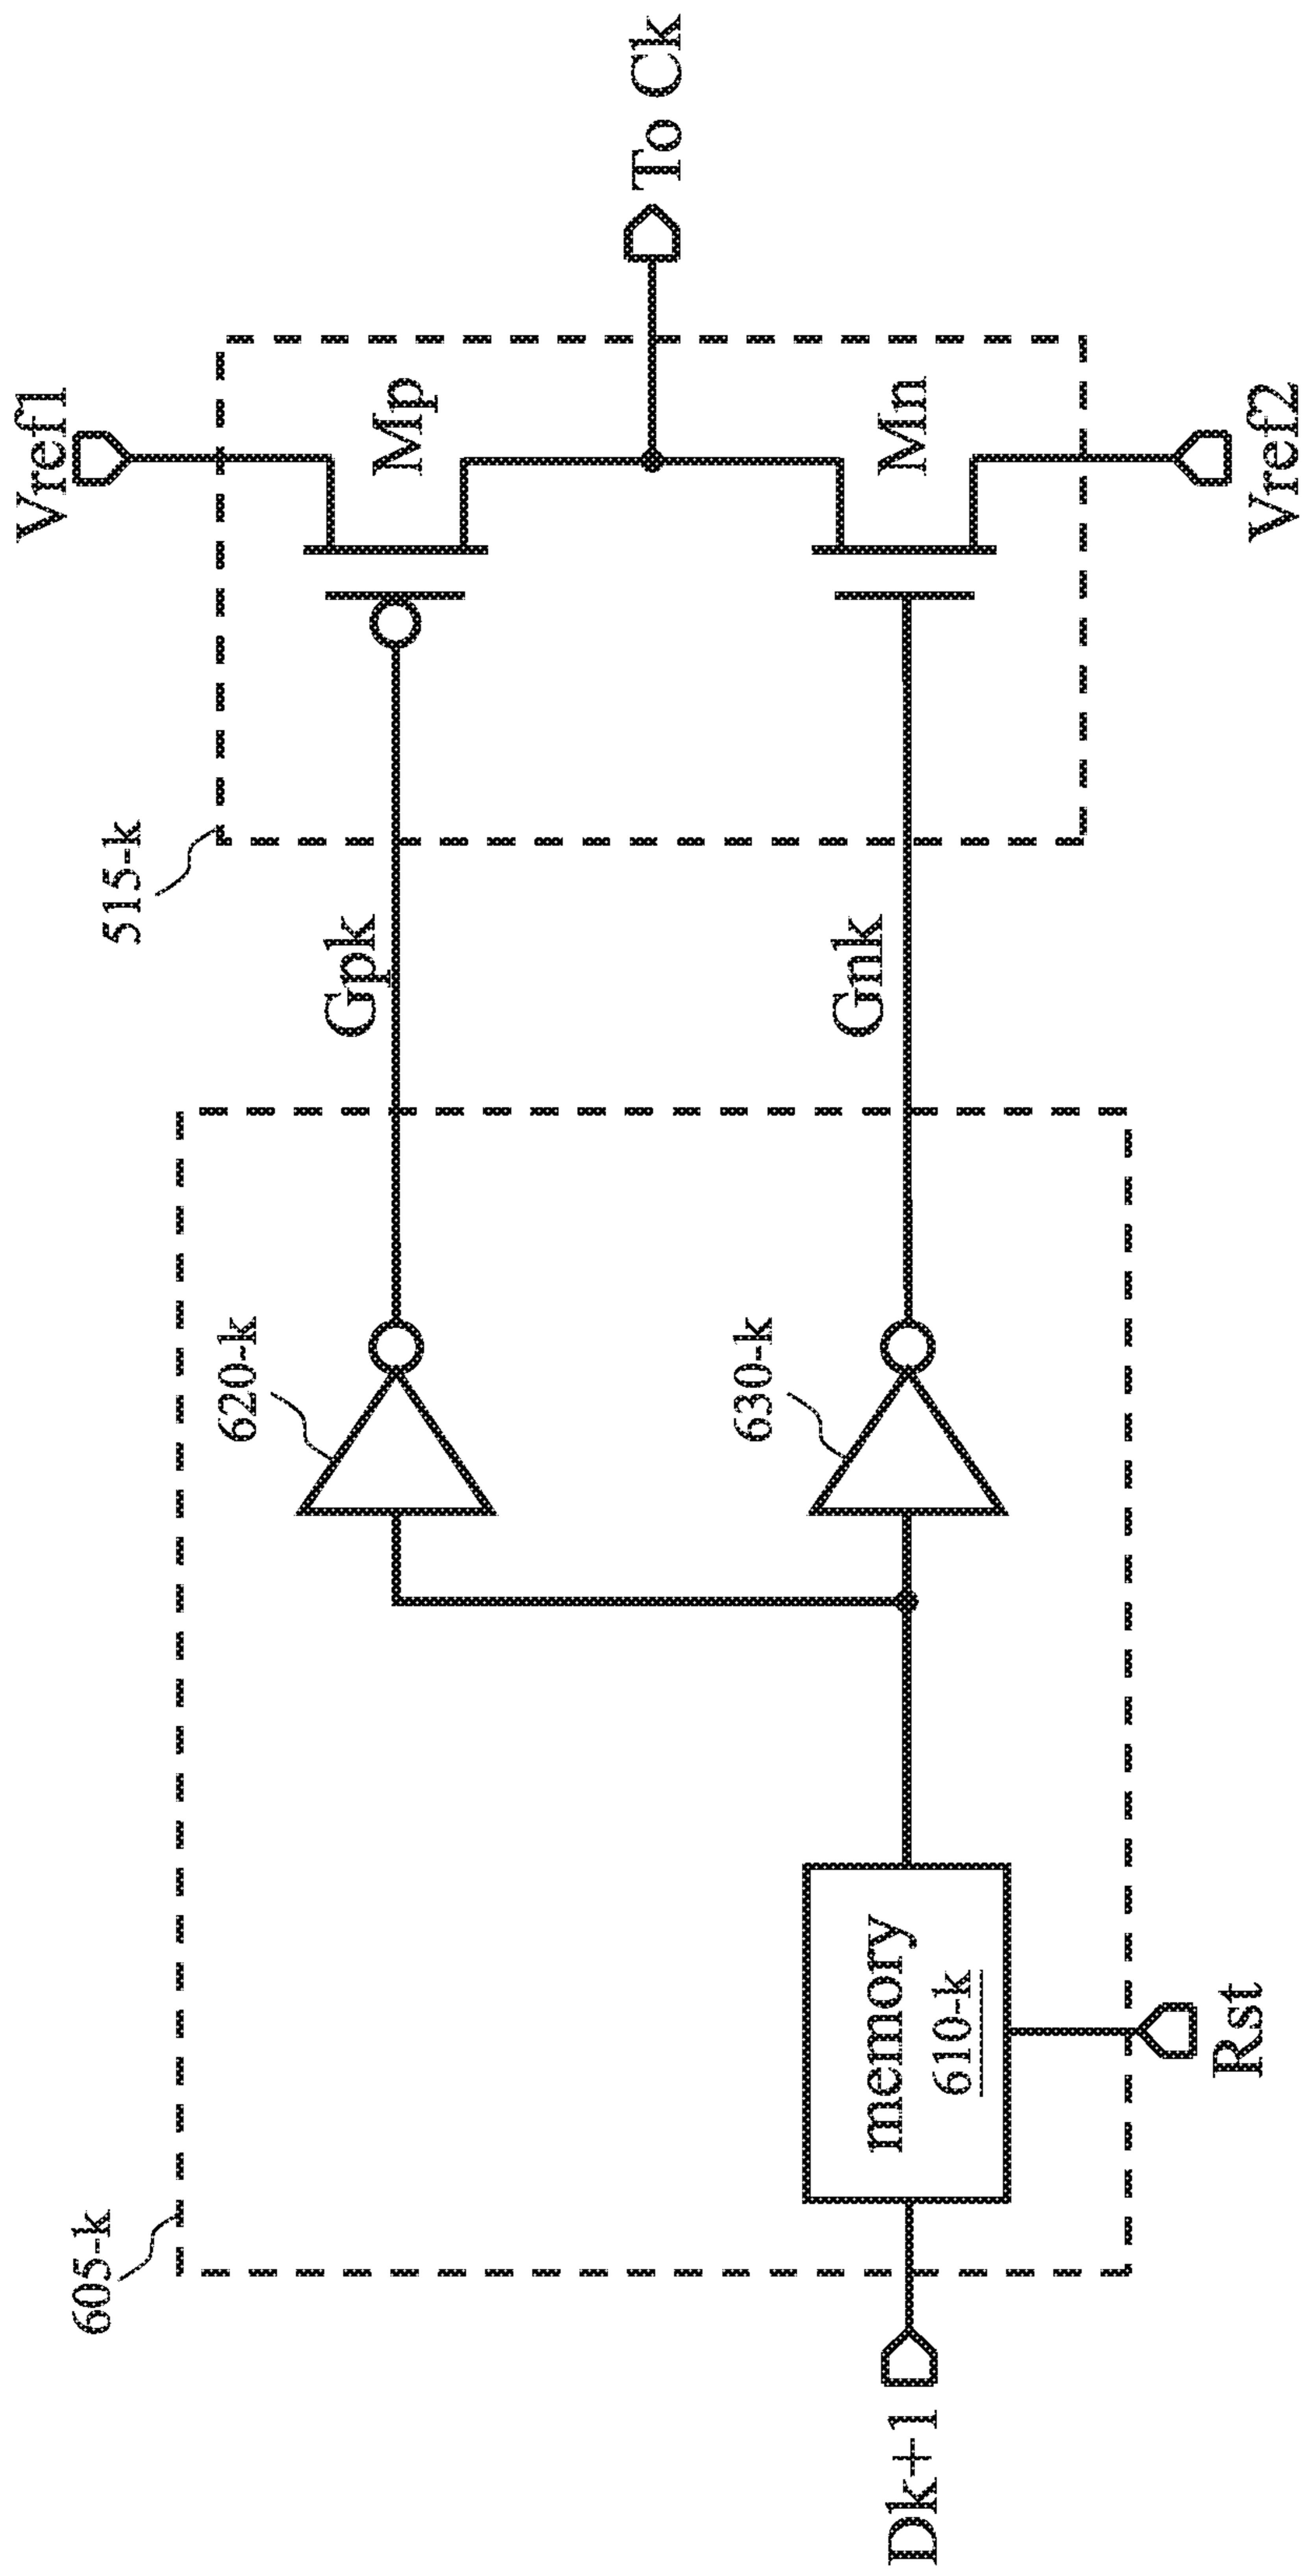 Vref1
515-k
Mp
To Ck
Mn
Vref2
Gpk
Gnk
605-k
620-k
630-k
memory
610-k
Dk+1
Rst